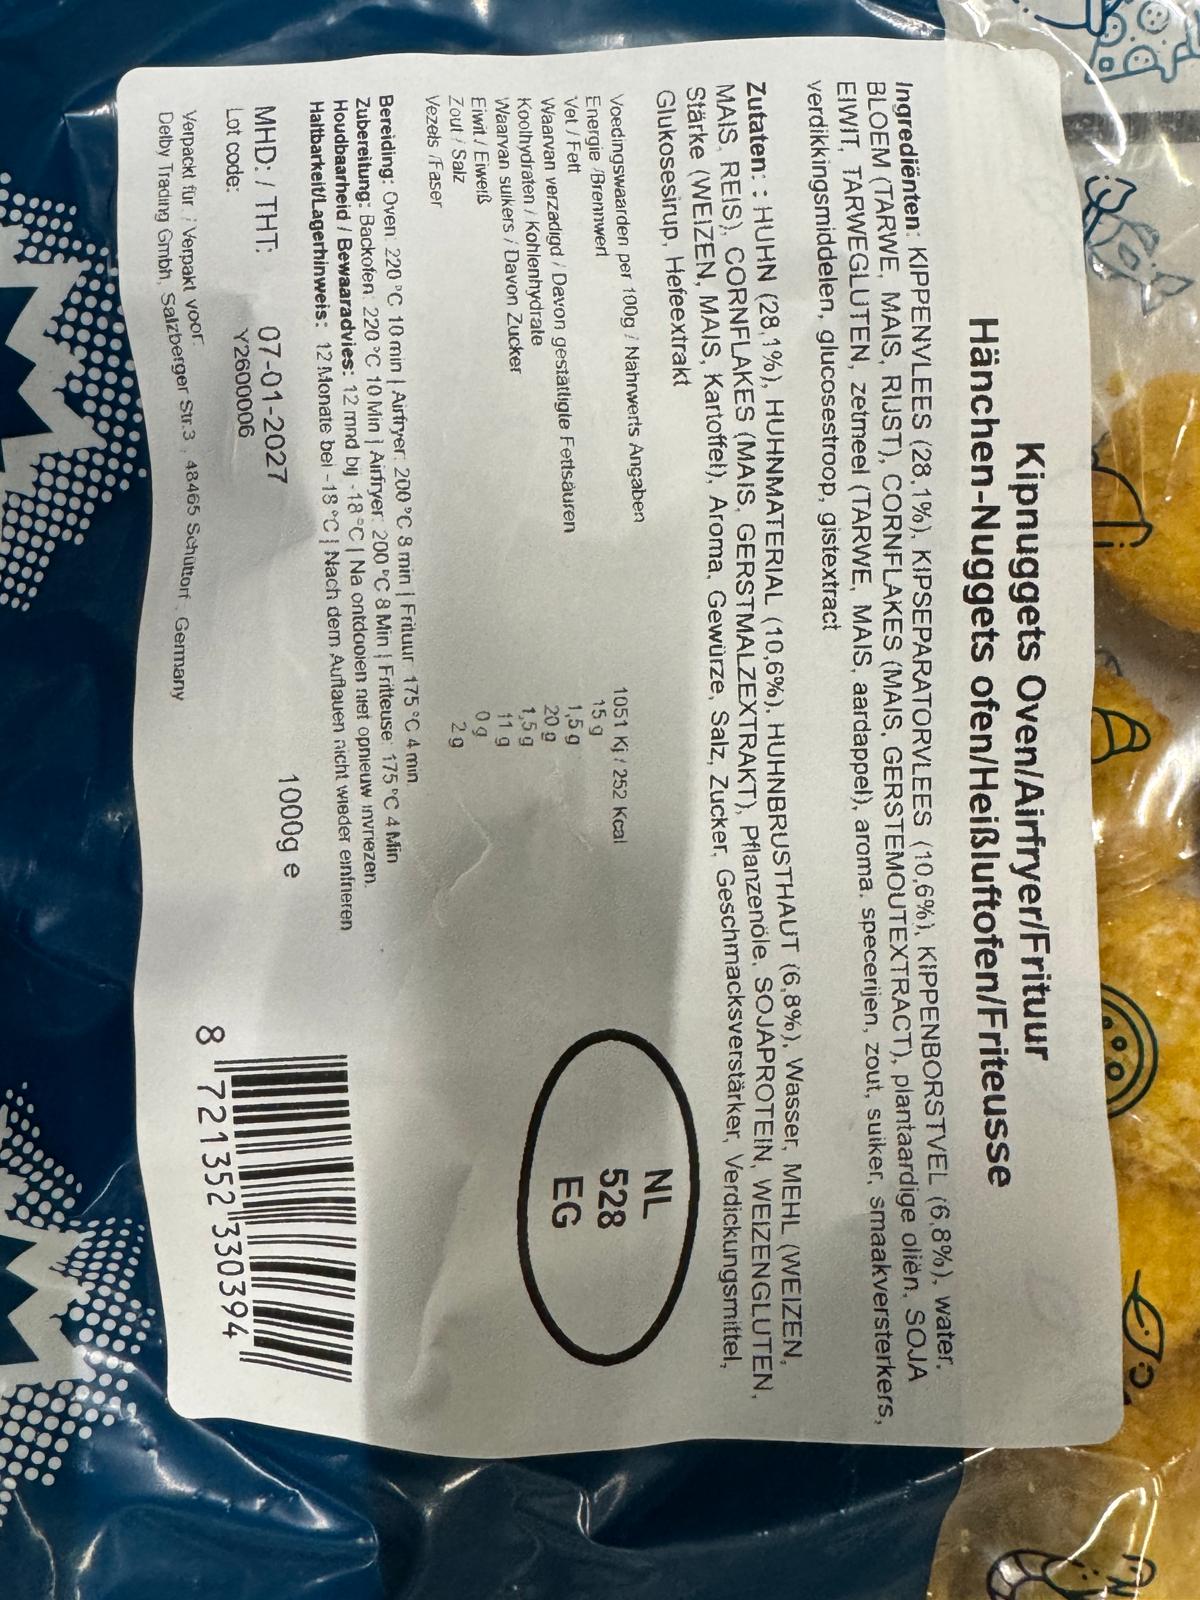 Kipnuggets Oven/Airfryer/Frituur
Hänchen-Nuggets ofen/Heißluftofen/Friteusse
Ingrediënten: KIPPENVLEES (28,1%), KIPSEPARATORVLEES (10,6%), KIPPENBORSTVEL (6,8%), water,
BLOEM (TARWE, MAIS, RIJST), CORNFLAKES (MAIS, GERSTEMOUTEXTRACT), plantaardige oliën, SOJA
EIWIT, TARWEGLUTEN, zetmeel (TARWE, MAIS, aardappel), aroma, specerijen, zout, suiker, smaakversterkers,
verdikkingsmiddelen, glucosestroop, gistextract
Zutaten: : HUHN (28,1%), HUHNMATERIAL (10,6%), HUHNBRUSTHAUT (6,8%), Wasser, MEHL (WEIZEN,
MAIS, REIS), CORNFLAKES (MAIS, GERSTMALZEXTRAKT), Pflanzenöle, SOJAPROTEIN, WEIZENGLUTEN,
Stärke (WEIZEN, MAIS, Kartoffel), Aroma, Gewürze, Salz, Zucker, Geschmacksverstärker, Verdickungsmittel,
Glukosesirup, Hefeextrakt
Voedingswaarden per 100g / Nahrwerts Angaben
Energie /Brennwert 1051 Kj / 252 Kcal
Vet / Fett 15 g
Waarvan verzadigd / Davon gestättigte Fettsäuren 1,5 g
Koolhydraten / Kohlenhydrate 20 g
Waarvan suikers / Davon Zucker 1,5 g
Eiwit / Eiweiß 11 g
Zout / Salz 0 g
Vezels /Faser 2 g
NL
528
EG
Bereiding: Oven: 220 °C 10 min | Airfryer: 200 °C 8 min | Frituur 175 °C 4 min.
Zubereitung: Backofen: 220 °C 10 Min | Airfryer: 200 °C 8 Min | Fritteuse: 175 °C 4 Min
Houdbaarheid / Bewaaradvies: 12 mnd bij -18 °C | Na ontdooien niet opnieuw invriezen.
Haltbarkeit/Lagerhinweis: 12 Monate bei -18 °C | Nach dem Auftauen nicht wieder einfrieren
MHD: / THT: 07-01-2027 1000g e
Lot code: Y2600006
Verpackt für / Verpakt voor
Delby Trading Gmbh, Salzberger Str.3 , 48465 Schüttorf , Germany
8 721352 330394